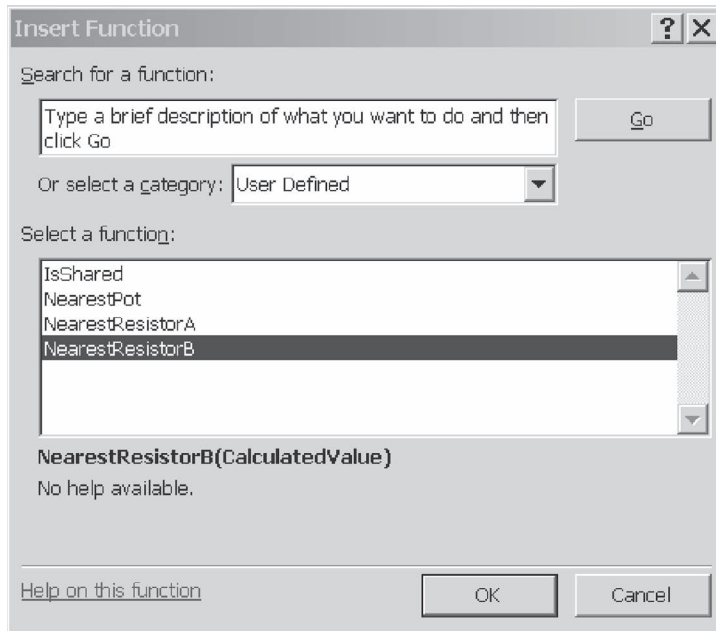 Insert Function
Search for a function:
Type a brief description of what you want to do and then
click Go
Go
Or select a category: User Defined
Select a function:
IsShared
NearestPot
NearestResistorA
NearestResistorB
NearestResistorB(CalculatedValue)
No help available.
Help on this function
OK
Cancel